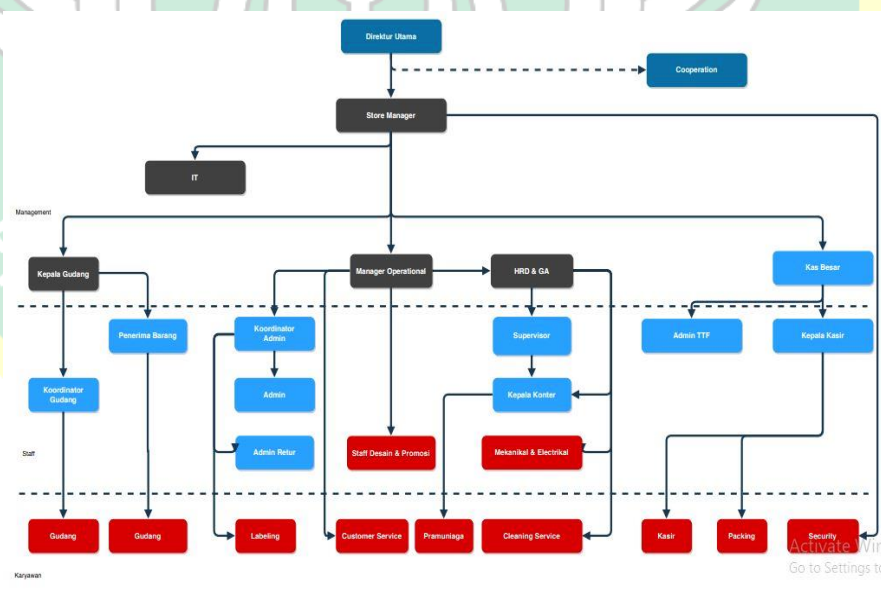 Direktur Utama
Cooperation
Store Manager
IT
Management
Kepala Gudang
Manager Operational
HRD & GA
Kas Besar
Penerima Barang
Koordinator
Admin
Supervisor
Admin TTF
Kepala Kasir
Koordinator
Gudang
Admin
Kepala Konter
Staff
Admin Retur
Staff Desain & Promosi
Mekanikal & Electrikal
Gudang
Gudang
Labeling
Customer Service
Pramuniaga
Cleaning Service
Kasir
Packing
Security
Activate Win
Go to Settings to
Karyawan